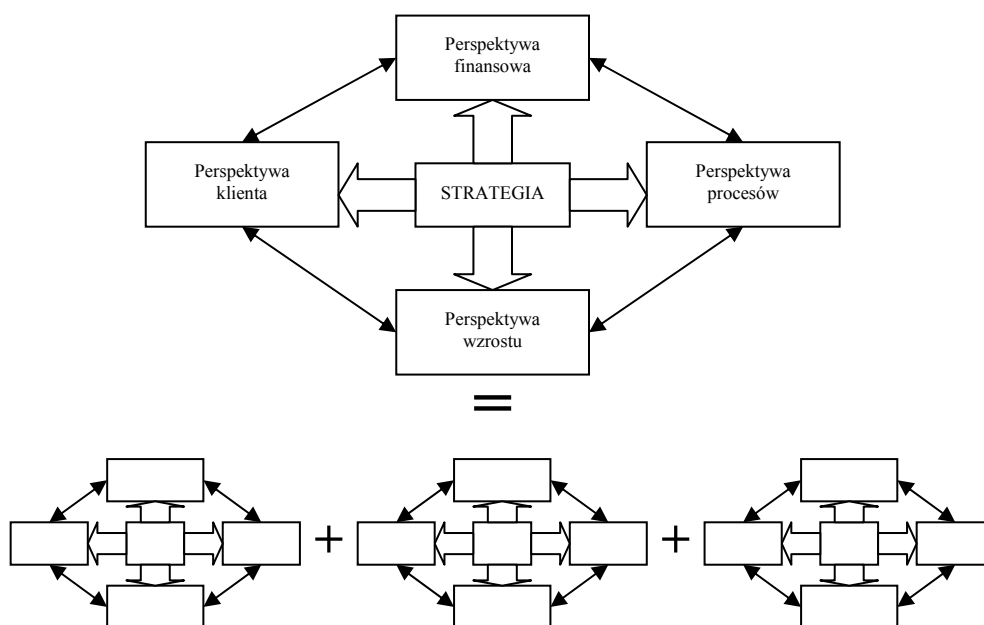 Perspektywa
finansowa
Perspektywa
klienta
STRATEGIA
Perspektywa
procesów
Perspektywa
wzrostu
=
+
+